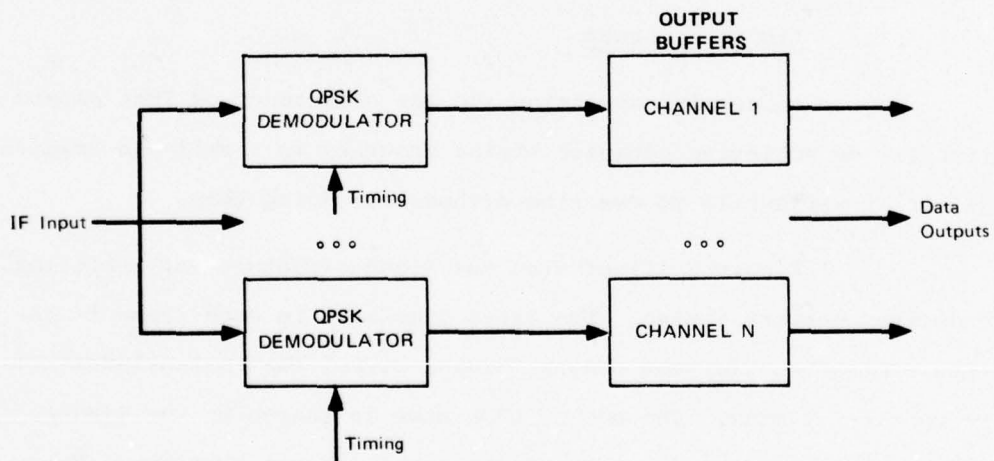 OUTPUT
BUFFERS
QPSK
DEMODULATOR
CHANNEL 1
Timing
IF Input
Data
Outputs
QPSK
DEMODULATOR
CHANNEL N
Timing